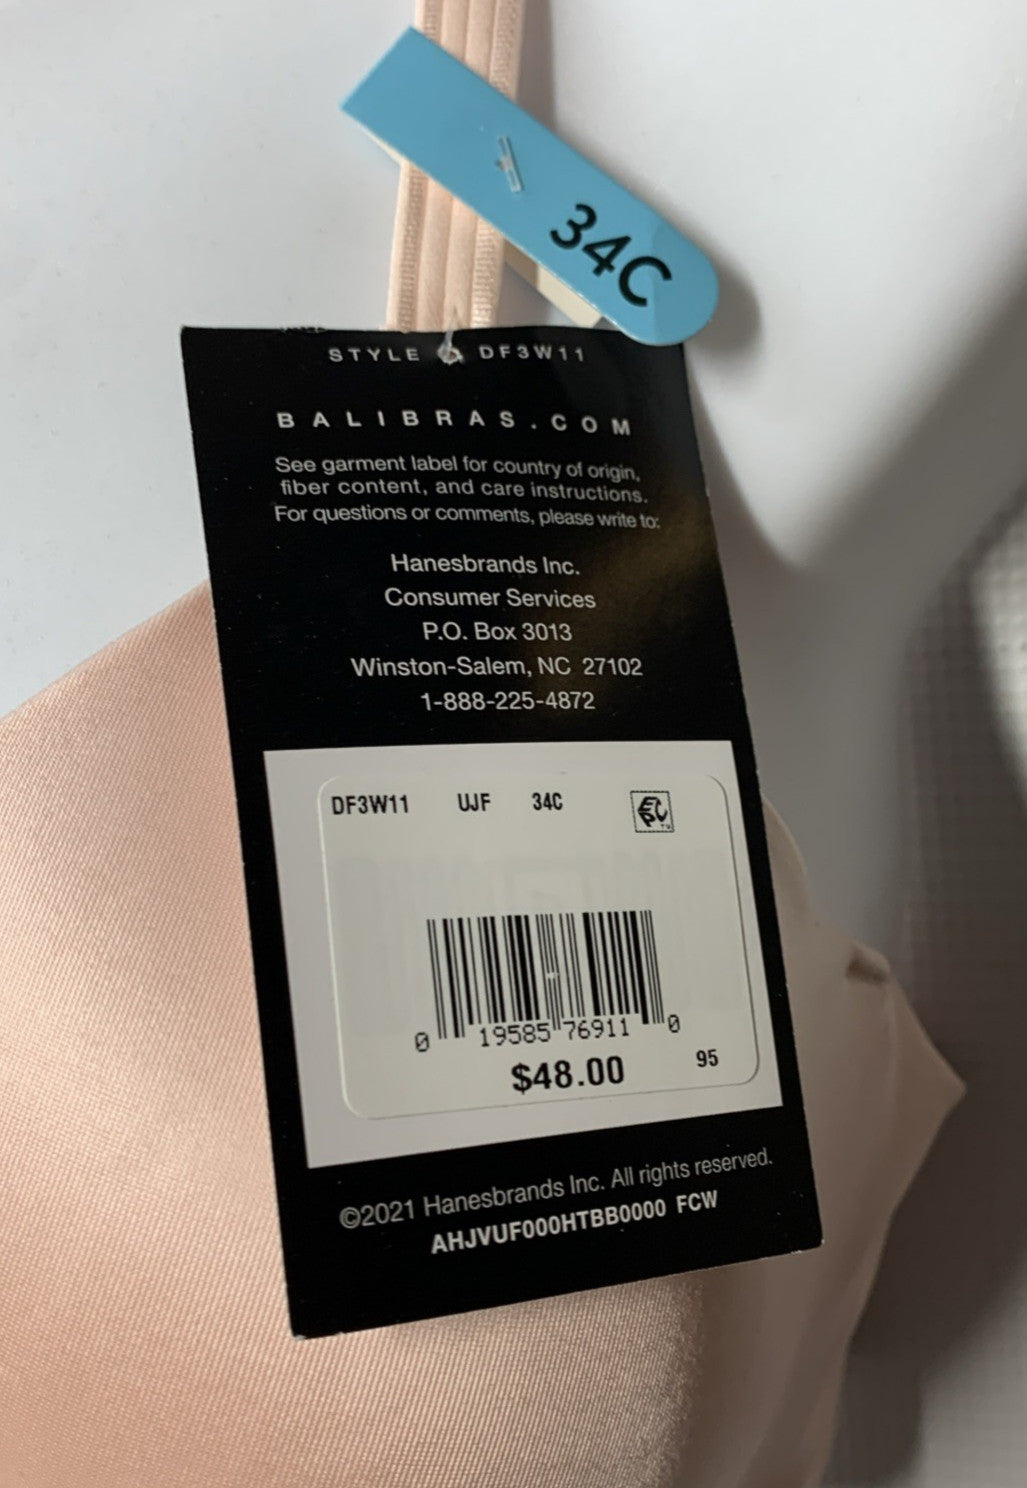 34C
STYLE DF3W11
BALIBRAS.COM
See garment label for country of origin,
fiber content, and care instructions.
For questions or comments, please write to:
Hanesbrands Inc.
Consumer Services
P.O. Box 3013
Winston-Salem, NC 27102
1-888-225-4872
DF3W11 UJF 34C
EPC TM
0 19585 76911 0
$48.00 95
©2021 Hanesbrands Inc. All rights reserved.
AHJVUF000HTBB0000 FCW